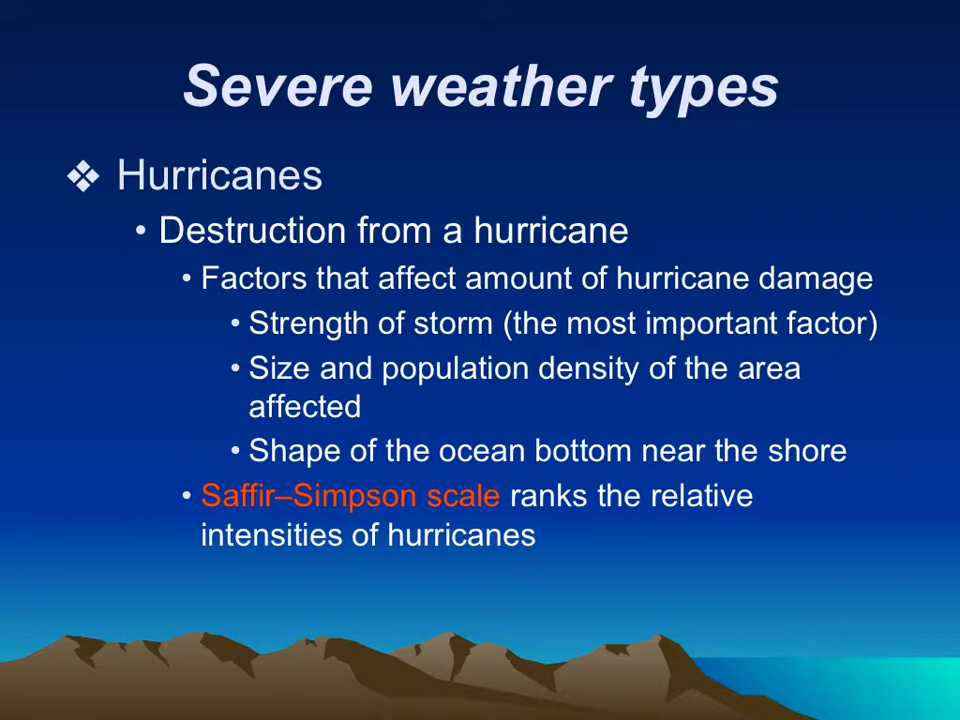 Severe weather types
❖ Hurricanes
• Destruction from a hurricane
• Factors that affect amount of hurricane damage
• Strength of storm (the most important factor)
• Size and population density of the area
affected
• Shape of the ocean bottom near the shore
• Saffir–Simpson scale ranks the relative
intensities of hurricanes